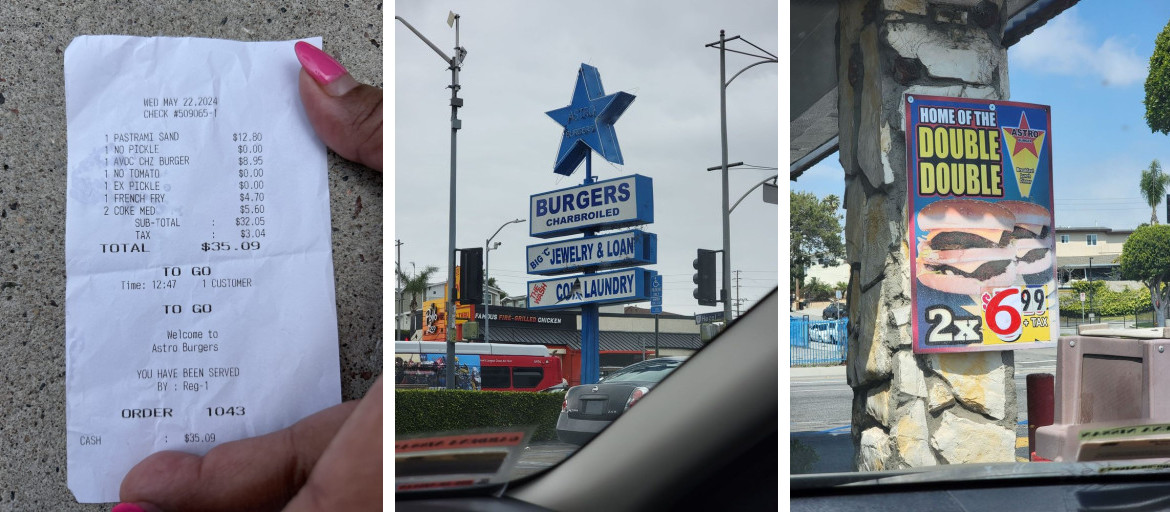 WED MAY 22,2024
CHECK #509065-1
1 PASTRAMI SAND $12.80
1 NO PICKLE $0.00
1 AVOC CHZ BURGER $8.95
1 NO TOMATO $0.00
1 EX PICKLE $0.00
1 FRENCH FRY $4.70
2 COKE MED. $5.60
SUB-TOTAL : $32.05
TAX : $3.04
TOTAL $35.09
TO GO
Time: 12:47 1 CUSTOMER
TO GO
Welcome to
Astro Burgers
YOU HAVE BEEN SERVED
BY : Reg-1
ORDER 1043
CASH : $35.09
BURGERS
CHARBROILED
BIG C JEWELRY & LOAN
COIN LAUNDRY
FAMOUS FIRE-GRILLED CHICKEN
HOME OF THE
DOUBLE
DOUBLE
ASTRO
2x $6.99
+ TAX